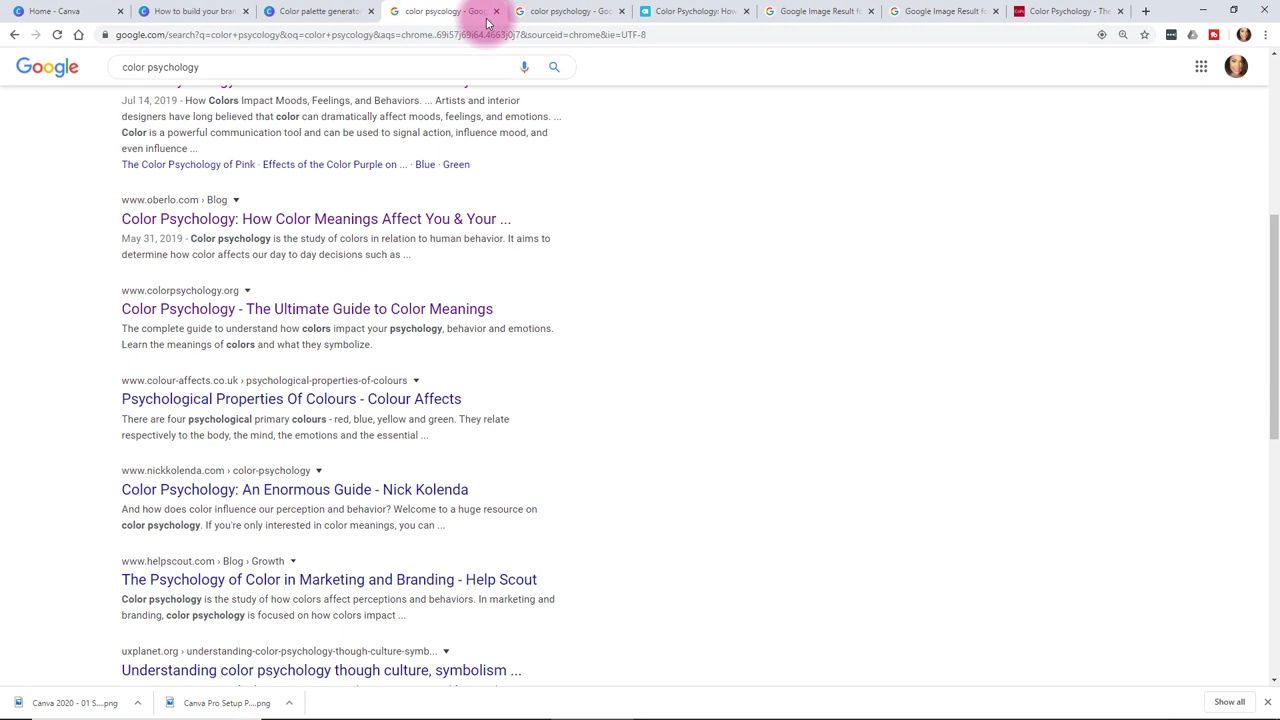 Home - Canva
How to build your bran
Color palette generator
color psycology - Goo
color psychology - Go
Color Psychology: How
Google Image Result fo
Google Image Result fo
Color Psychology - The
google.com/search?q=color+psycology&oq=color+psycology&aqs=chrome..69i57j69i64.4663j0j7&sourceid=chrome&ie=UTF-8
Google
color psychology
Jul 14, 2019 - How Colors Impact Moods, Feelings, and Behaviors. ... Artists and interior
designers have long believed that color can dramatically affect moods, feelings, and emotions. ...
Color is a powerful communication tool and can be used to signal action, influence mood, and
even influence ...
The Color Psychology of Pink · Effects of the Color Purple on ... · Blue · Green
www.oberlo.com › Blog
Color Psychology: How Color Meanings Affect You & Your ...
May 31, 2019 - Color psychology is the study of colors in relation to human behavior. It aims to
determine how color affects our day to day decisions such as ...
www.colorpsychology.org
Color Psychology - The Ultimate Guide to Color Meanings
The complete guide to understand how colors impact your psychology, behavior and emotions.
Learn the meanings of colors and what they symbolize.
www.colour-affects.co.uk › psychological-properties-of-colours
Psychological Properties Of Colours - Colour Affects
There are four psychological primary colours - red, blue, yellow and green. They relate
respectively to the body, the mind, the emotions and the essential ...
www.nickkolenda.com › color-psychology
Color Psychology: An Enormous Guide - Nick Kolenda
And how does color influence our perception and behavior? Welcome to a huge resource on
color psychology. If you're only interested in color meanings, you can ...
www.helpscout.com › Blog › Growth
The Psychology of Color in Marketing and Branding - Help Scout
Color psychology is the study of how colors affect perceptions and behaviors. In marketing and
branding, color psychology is focused on how colors impact ...
uxplanet.org › understanding-color-psychology-though-culture-symb...
Understanding color psychology though culture, symbolism ...
Canva 2020 - 01 S....png
Canva Pro Setup P....png
Show all